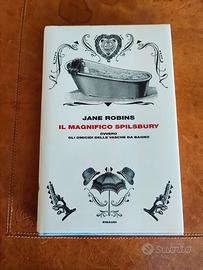 JANE ROBINS
IL MAGNIFICO SPILSBURY
OVVERO
GLI OMICIDI DELLE VASCHE DA BAGNO
EINAUDI
subito